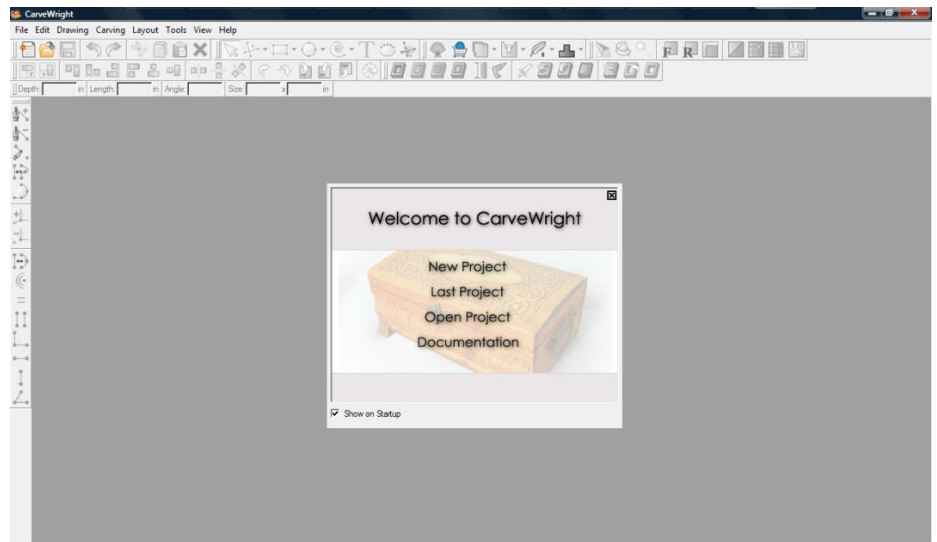 CarveWright
File Edit Drawing Carving Layout Tools View Help
T
F R
Depth: in Length: in Angle: Size: x in
Welcome to CarveWright
New Project
Last Project
Open Project
Documentation
Show on Startup